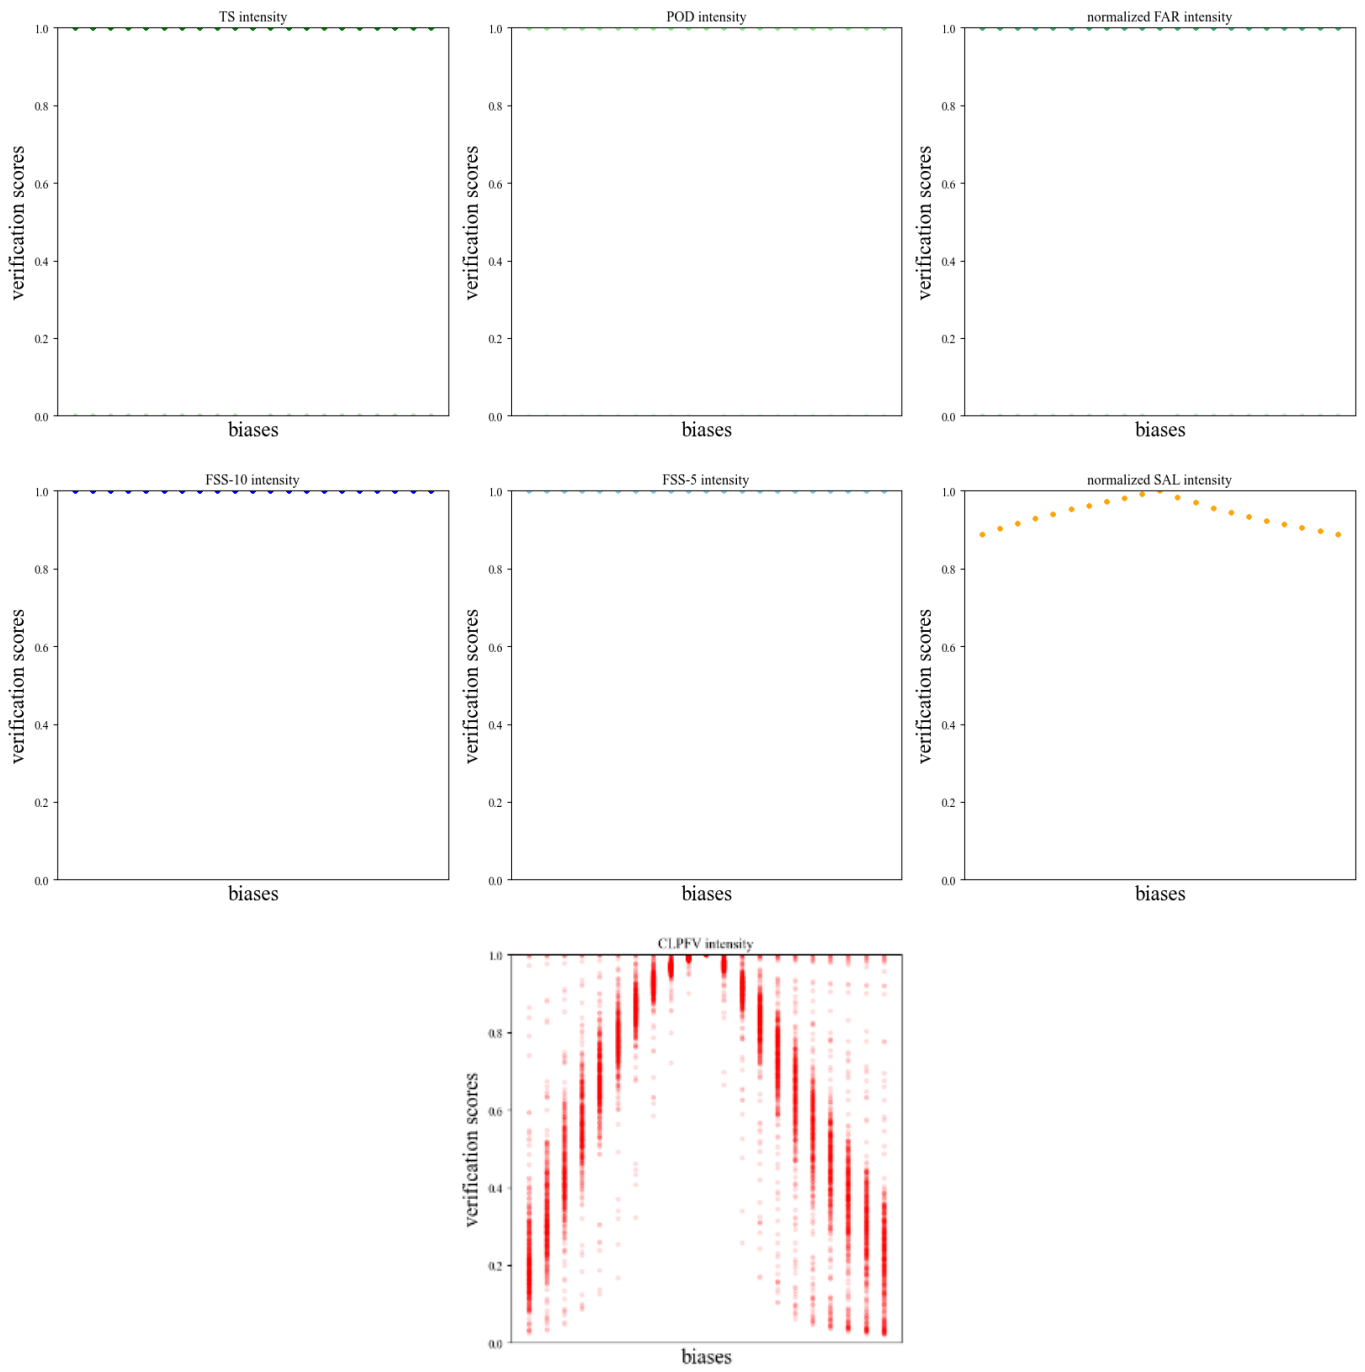 TS intensity
1.0
0.8
0.6
0.4
0.2
0.0
verification scores
biases
POD intensity
1.0
0.8
0.6
0.4
0.2
0.0
verification scores
biases
normalized FAR intensity
1.0
0.8
0.6
0.4
0.2
0.0
verification scores
biases
FSS-10 intensity
1.0
0.8
0.6
0.4
0.2
0.0
verification scores
biases
FSS-5 intensity
1.0
0.8
0.6
0.4
0.2
0.0
verification scores
biases
normalized SAL intensity
1.0
0.8
0.6
0.4
0.2
0.0
verification scores
biases
CLPFV intensity
1.0
0.8
0.6
0.4
0.2
0.0
verification scores
biases